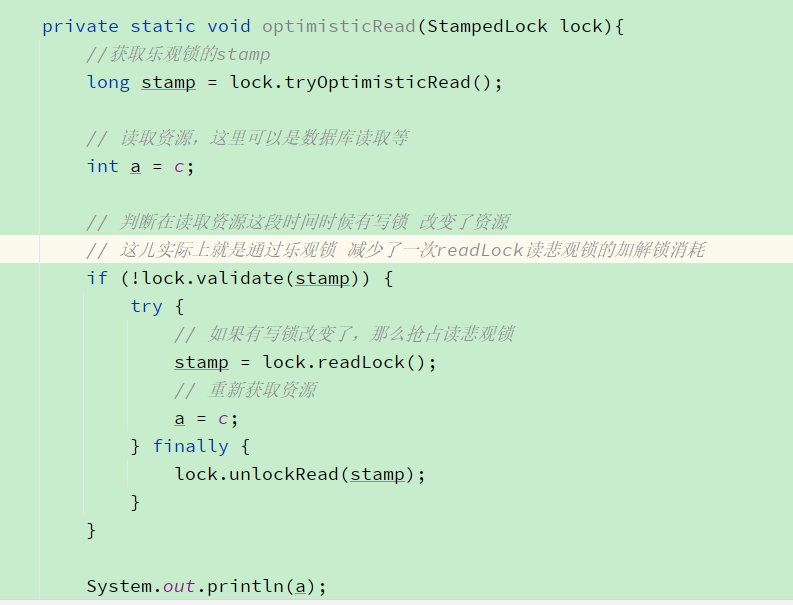 private static void optimisticRead(StampedLock lock){
//获取乐观锁的stamp
long stamp = lock.tryOptimisticRead();
// 读取资源，这里可以是数据库读取等
int a = c;
// 判断在读取资源这段时间时候有写锁 改变了资源
// 这儿实际上就是通过乐观锁 减少了一次readLock读悲观锁的加解锁消耗
if (!lock.validate(stamp)) {
try {
// 如果有写锁改变了，那么抢占读悲观锁
stamp = lock.readLock();
// 重新获取资源
a = c;
} finally {
lock.unlockRead(stamp);
}
}
System.out.println(a);